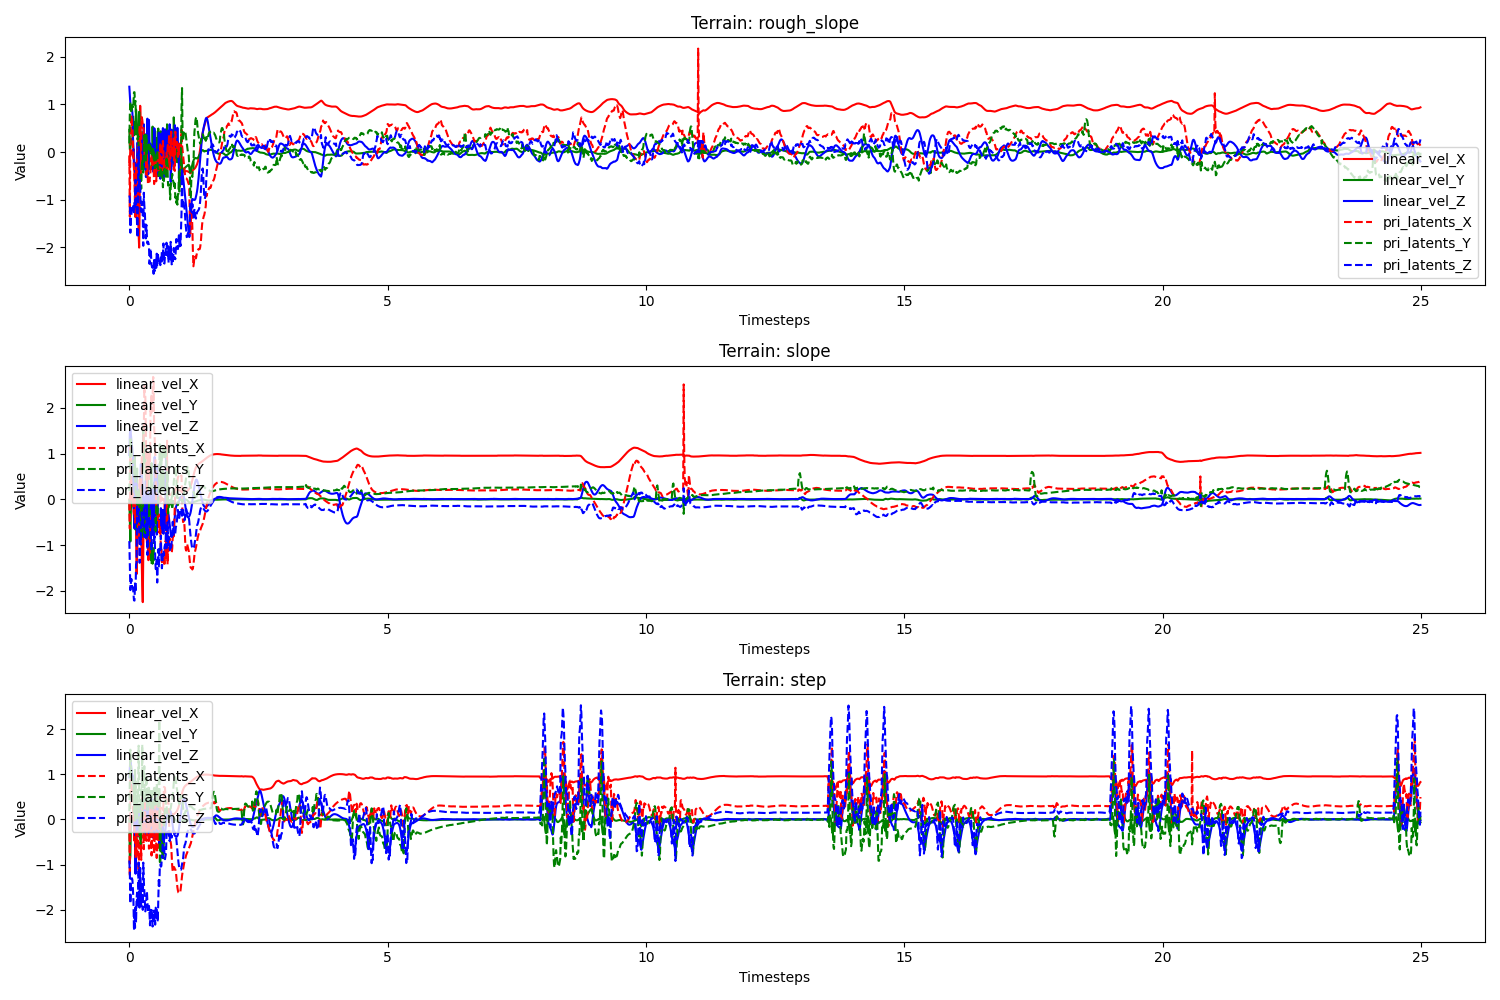 Terrain: rough_slope
Value
2
1
0
−1
−2
linear_vel_X
linear_vel_Y
linear_vel_Z
pri_latents_X
pri_latents_Y
pri_latents_Z
0 5 10 15 20 25
Timesteps
Terrain: slope
Value
2
1
0
−1
−2
linear_vel_X
linear_vel_Y
linear_vel_Z
pri_latents_X
pri_latents_Y
pri_latents_Z
0 5 10 15 20 25
Timesteps
Terrain: step
Value
2
1
0
−1
−2
linear_vel_X
linear_vel_Y
linear_vel_Z
pri_latents_X
pri_latents_Y
pri_latents_Z
0 5 10 15 20 25
Timesteps